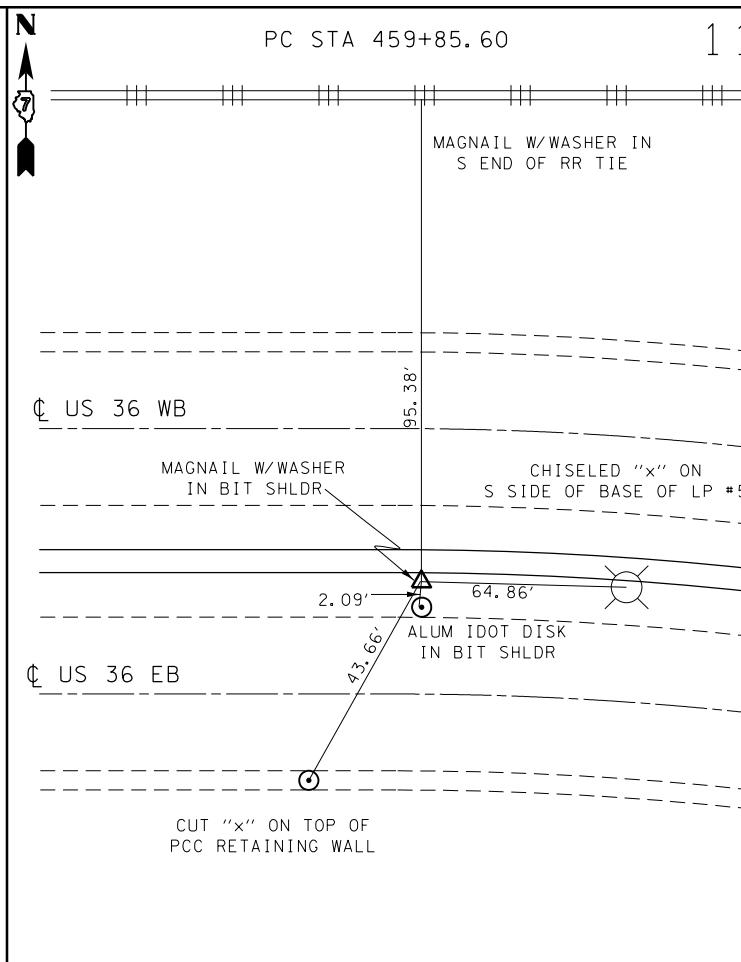 N
PC STA 459+85.60
7
MAGNAIL W/WASHER IN
S END OF RR TIE
95.38'
℄ US 36 WB
MAGNAIL W/WASHER
IN BIT SHLDR
CHISELED "x" ON
S SIDE OF BASE OF LP #5
2.09'
64.86'
ALUM IDOT DISK
IN BIT SHLDR
43.66'
℄ US 36 EB
CUT "x" ON TOP OF
PCC RETAINING WALL